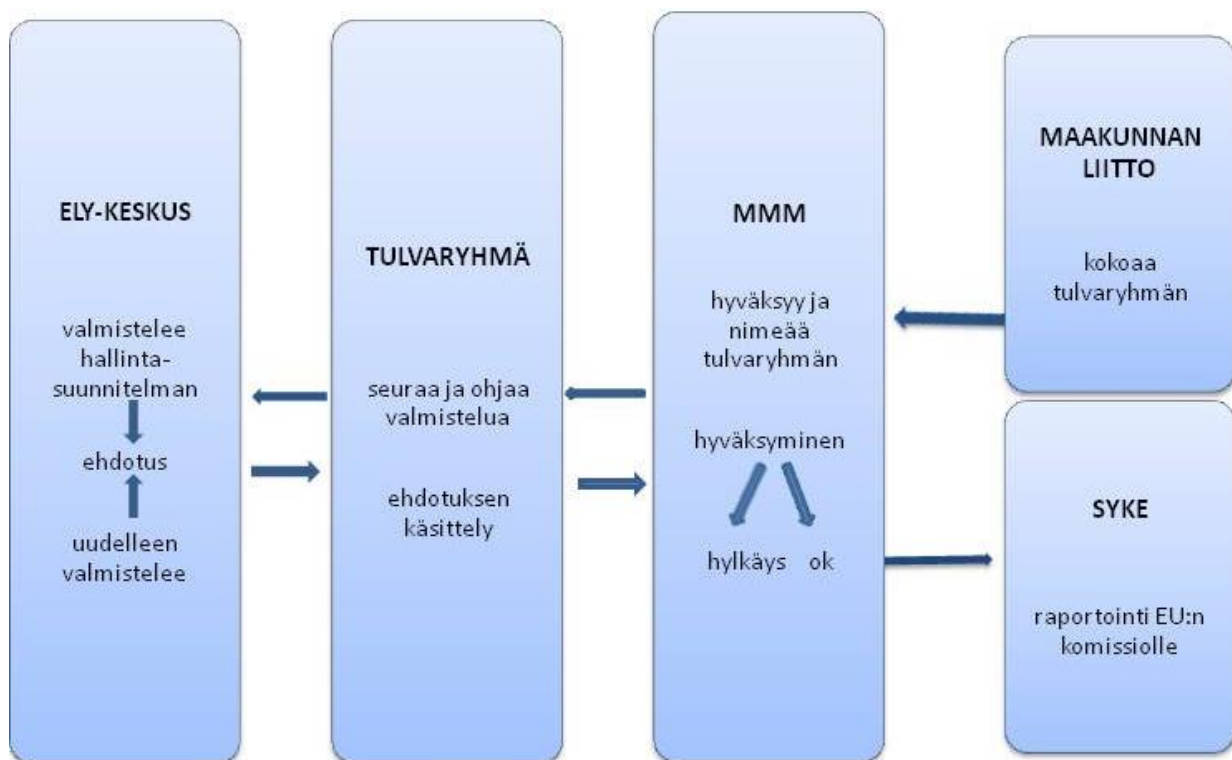 ELY-KESKUS
valmistelee
hallinta-
suunnitelman
ehdotus
uudelleen
valmistelee
TULVARYHMÄ
seuraa ja ohjaa
valmistelua
ehdotuksen
käsittely
MMM
hyväksyy ja
nimeää
tulvaryhmän
hyväksyminen
hylkäys ok
MAAKUNNAN
LIITTO
kokoaa
tulvaryhmän
SYKE
raportointi EU:n
komissiolle